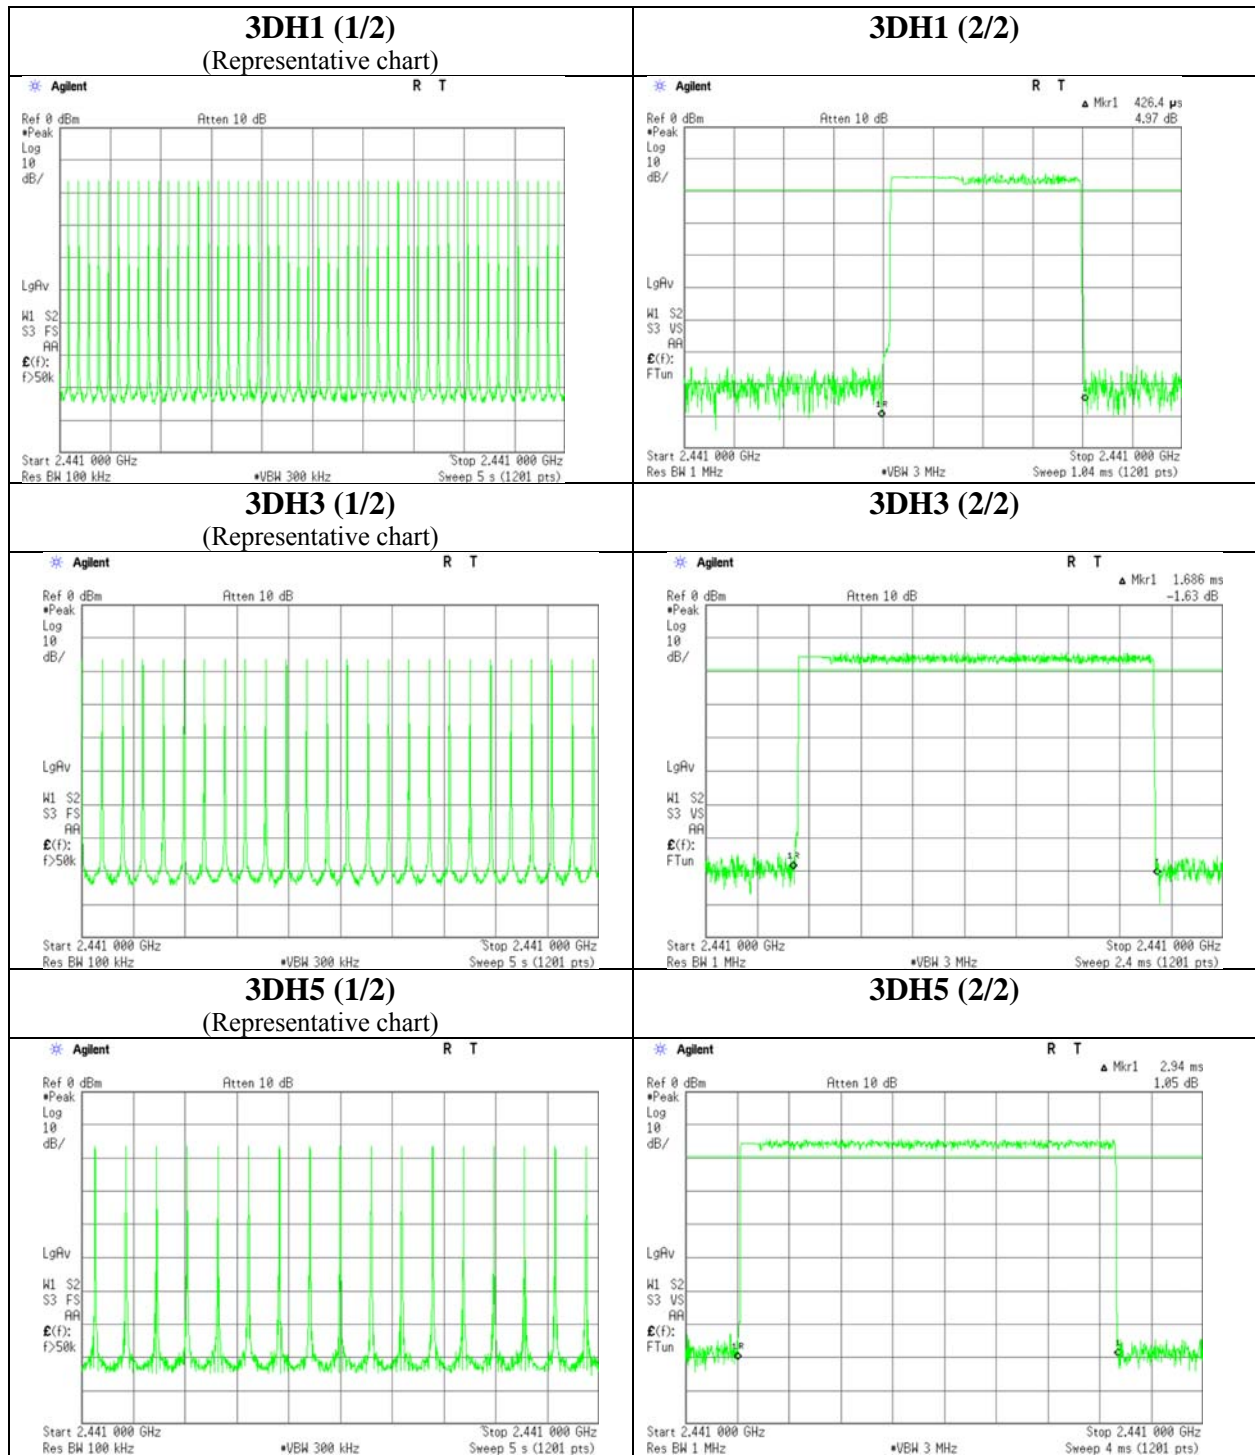 3DH1 (1/2)
(Representative chart)
Agilent
R T
Ref 0 dBm
Atten 10 dB
*Peak
Log
10
dB/
LgAv
W1 S2
S3 FS
AA
£(f):
f>50k
Start 2.441 000 GHz
Stop 2.441 000 GHz
Res BW 100 kHz
*VBW 300 kHz
Sweep 5 s (1201 pts)
3DH1 (2/2)
Agilent
R T
Δ Mkr1 426.4 µs
Ref 0 dBm
Atten 10 dB
4.97 dB
*Peak
Log
10
dB/
LgAv
W1 S2
S3 VS
AA
£(f):
FTun
1R
Start 2.441 000 GHz
Stop 2.441 000 GHz
Res BW 1 MHz
*VBW 3 MHz
Sweep 1.04 ms (1201 pts)
3DH3 (1/2)
(Representative chart)
Agilent
R T
Ref 0 dBm
Atten 10 dB
*Peak
Log
10
dB/
LgAv
W1 S2
S3 FS
AA
£(f):
f>50k
Start 2.441 000 GHz
Stop 2.441 000 GHz
Res BW 100 kHz
*VBW 300 kHz
Sweep 5 s (1201 pts)
3DH3 (2/2)
Agilent
R T
Δ Mkr1 1.686 ms
Ref 0 dBm
Atten 10 dB
-1.63 dB
*Peak
Log
10
dB/
LgAv
W1 S2
S3 VS
AA
£(f):
FTun
1R
1
Start 2.441 000 GHz
Stop 2.441 000 GHz
Res BW 1 MHz
*VBW 3 MHz
Sweep 2.4 ms (1201 pts)
3DH5 (1/2)
(Representative chart)
Agilent
R T
Ref 0 dBm
Atten 10 dB
*Peak
Log
10
dB/
LgAv
W1 S2
S3 FS
AA
£(f):
f>50k
Start 2.441 000 GHz
Stop 2.441 000 GHz
Res BW 100 kHz
*VBW 300 kHz
Sweep 5 s (1201 pts)
3DH5 (2/2)
Agilent
R T
Δ Mkr1 2.94 ms
Ref 0 dBm
Atten 10 dB
1.05 dB
*Peak
Log
10
dB/
LgAv
W1 S2
S3 VS
AA
£(f):
FTun
1R
1
Start 2.441 000 GHz
Stop 2.441 000 GHz
Res BW 1 MHz
*VBW 3 MHz
Sweep 4 ms (1201 pts)